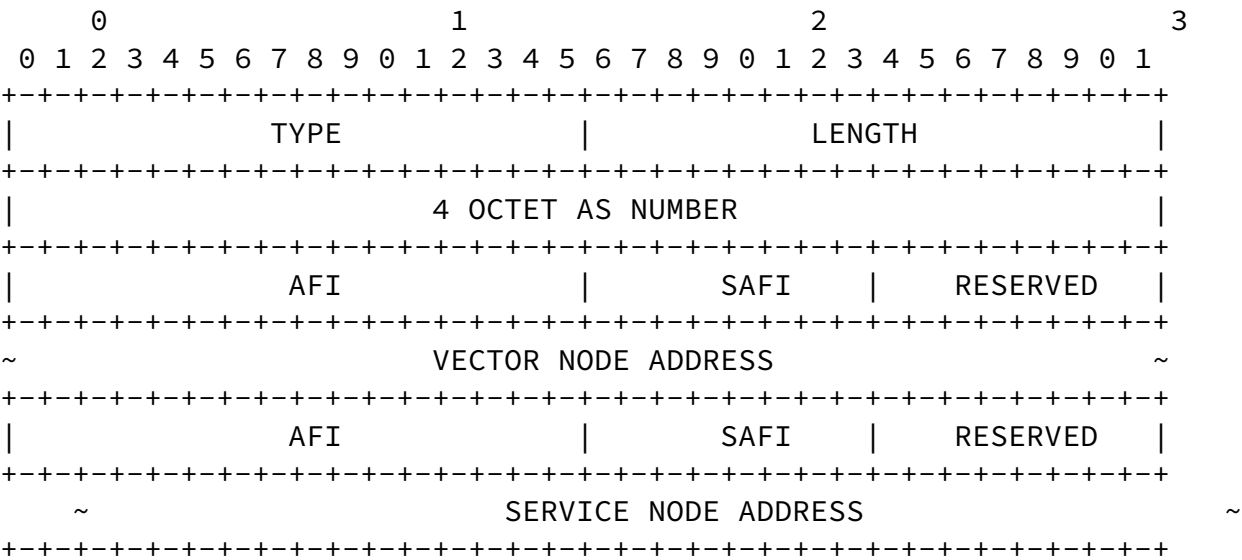 0                   1                   2                   3
 0 1 2 3 4 5 6 7 8 9 0 1 2 3 4 5 6 7 8 9 0 1 2 3 4 5 6 7 8 9 0 1
+-+-+-+-+-+-+-+-+-+-+-+-+-+-+-+-+-+-+-+-+-+-+-+-+-+-+-+-+-+-+-+-+
|              TYPE             |            LENGTH             |
+-+-+-+-+-+-+-+-+-+-+-+-+-+-+-+-+-+-+-+-+-+-+-+-+-+-+-+-+-+-+-+-+
|                       4 OCTET AS NUMBER                       |
+-+-+-+-+-+-+-+-+-+-+-+-+-+-+-+-+-+-+-+-+-+-+-+-+-+-+-+-+-+-+-+-+
|               AFI             |       SAFI    |    RESERVED   |
+-+-+-+-+-+-+-+-+-+-+-+-+-+-+-+-+-+-+-+-+-+-+-+-+-+-+-+-+-+-+-+-+
~                       VECTOR NODE ADDRESS                     ~
+-+-+-+-+-+-+-+-+-+-+-+-+-+-+-+-+-+-+-+-+-+-+-+-+-+-+-+-+-+-+-+-+
|               AFI             |       SAFI    |    RESERVED   |
+-+-+-+-+-+-+-+-+-+-+-+-+-+-+-+-+-+-+-+-+-+-+-+-+-+-+-+-+-+-+-+-+
    ~                       SERVICE NODE ADDRESS                    ~
+-+-+-+-+-+-+-+-+-+-+-+-+-+-+-+-+-+-+-+-+-+-+-+-+-+-+-+-+-+-+-+-+